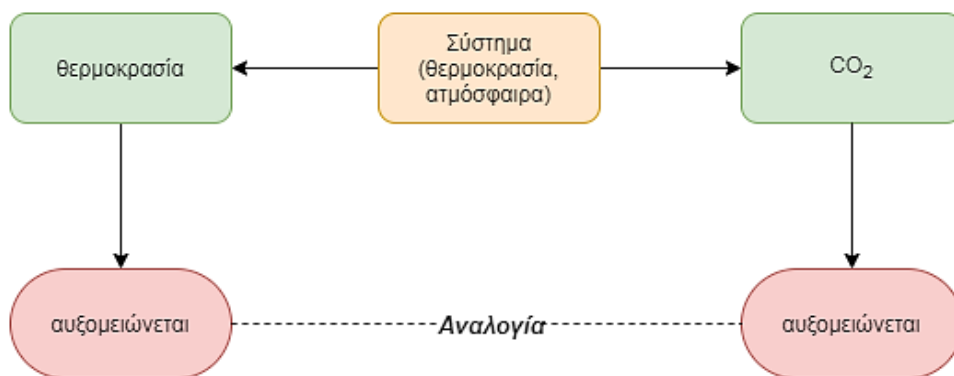 θερμοκρασία
Σύστημα
(θερμοκρασία,
ατμόσφαιρα)
CO₂
αυξομειώνεται
Αναλογία
αυξομειώνεται